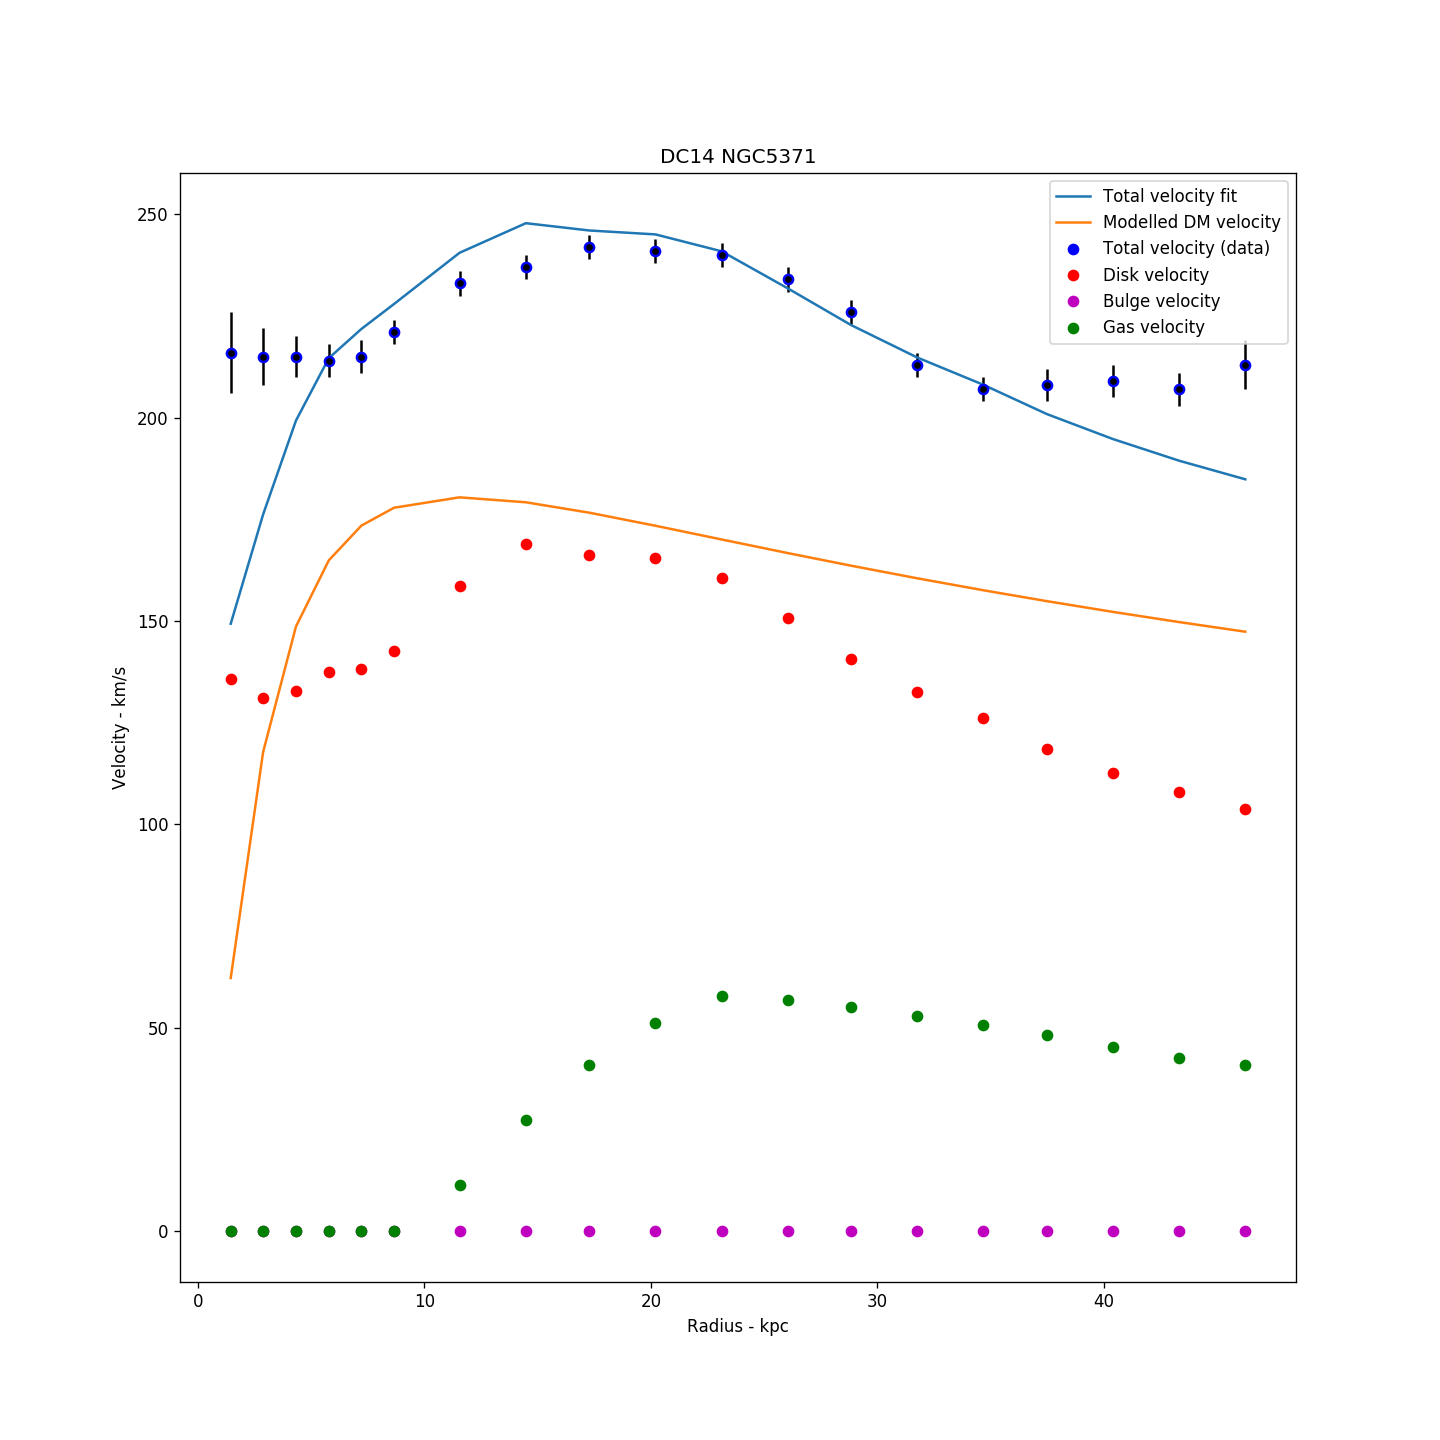 DC14 NGC5371
Total velocity fit
Modelled DM velocity
Total velocity (data)
Disk velocity
Bulge velocity
Gas velocity
250
200
150
100
50
0
Velocity - km/s
0 10 20 30 40
Radius - kpc